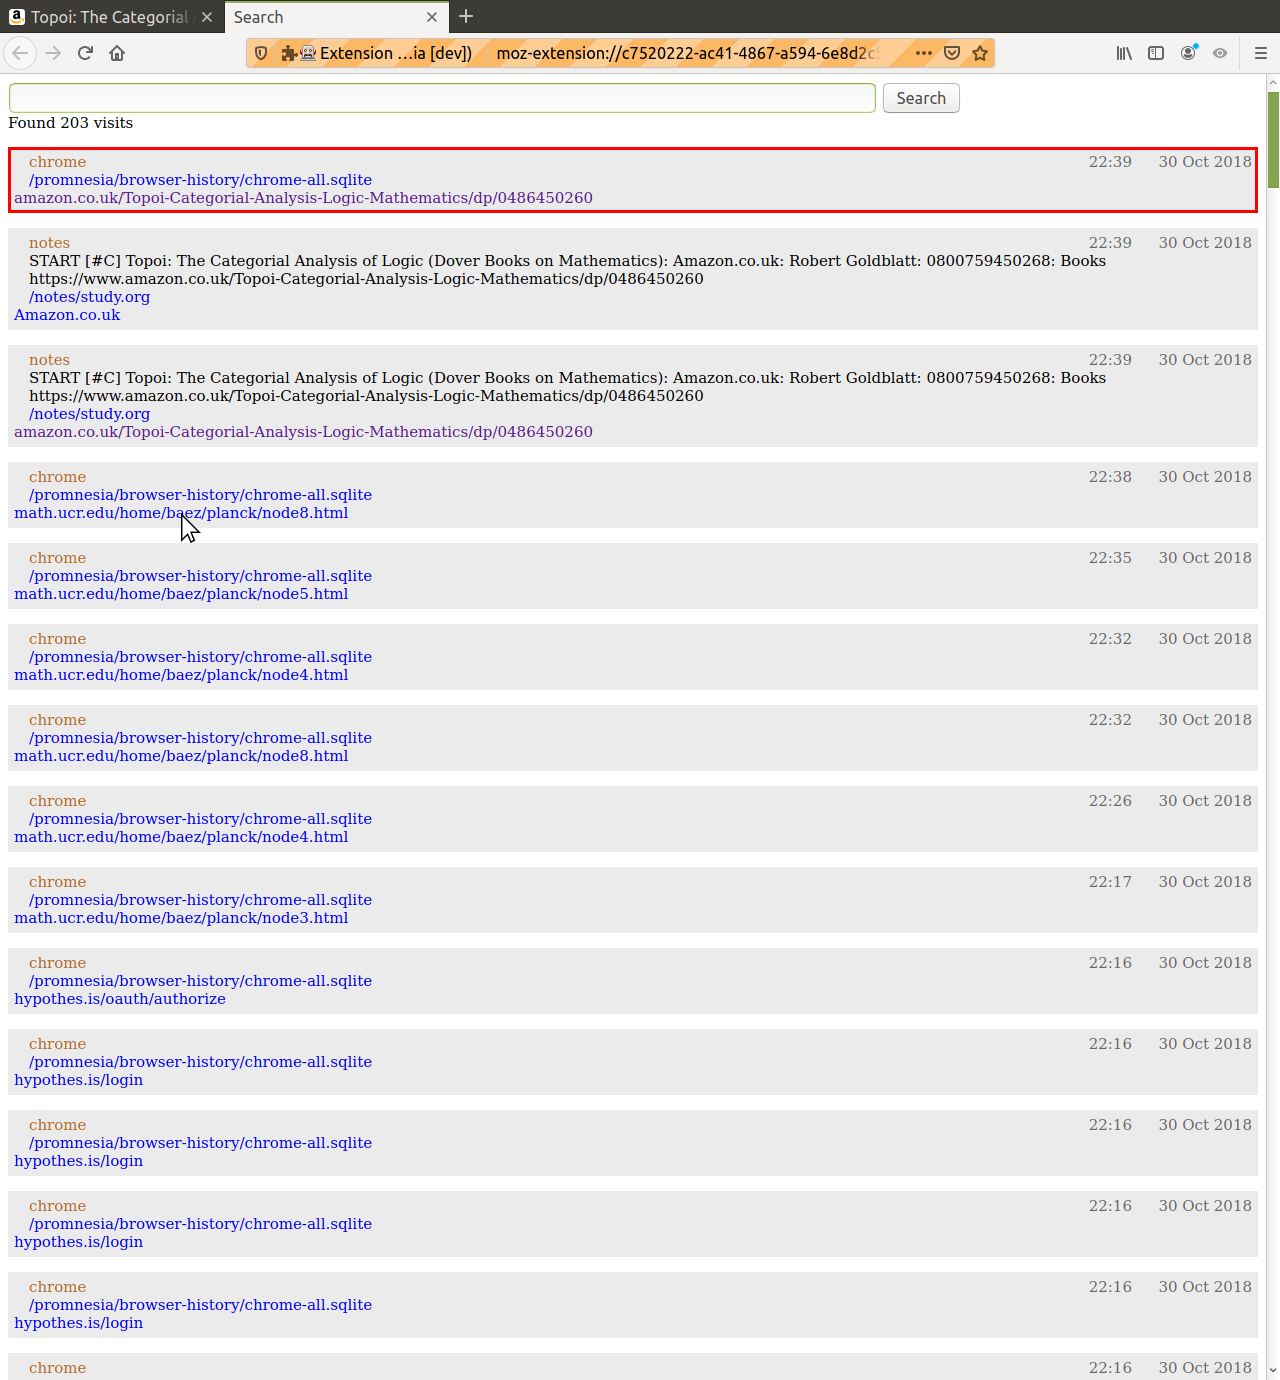 Topoi: The Categorial
Search
Extension ...ia [dev])
moz-extension://c7520222-ac41-4867-a594-6e8d2c
Search
Found 203 visits
chrome 22:39 30 Oct 2018
/promnesia/browser-history/chrome-all.sqlite
amazon.co.uk/Topoi-Categorial-Analysis-Logic-Mathematics/dp/0486450260
notes 22:39 30 Oct 2018
START [#C] Topoi: The Categorial Analysis of Logic (Dover Books on Mathematics): Amazon.co.uk: Robert Goldblatt: 0800759450268: Books
https://www.amazon.co.uk/Topoi-Categorial-Analysis-Logic-Mathematics/dp/0486450260
/notes/study.org
Amazon.co.uk
notes 22:39 30 Oct 2018
START [#C] Topoi: The Categorial Analysis of Logic (Dover Books on Mathematics): Amazon.co.uk: Robert Goldblatt: 0800759450268: Books
https://www.amazon.co.uk/Topoi-Categorial-Analysis-Logic-Mathematics/dp/0486450260
/notes/study.org
amazon.co.uk/Topoi-Categorial-Analysis-Logic-Mathematics/dp/0486450260
chrome 22:38 30 Oct 2018
/promnesia/browser-history/chrome-all.sqlite
math.ucr.edu/home/baez/planck/node8.html
chrome 22:35 30 Oct 2018
/promnesia/browser-history/chrome-all.sqlite
math.ucr.edu/home/baez/planck/node5.html
chrome 22:32 30 Oct 2018
/promnesia/browser-history/chrome-all.sqlite
math.ucr.edu/home/baez/planck/node4.html
chrome 22:32 30 Oct 2018
/promnesia/browser-history/chrome-all.sqlite
math.ucr.edu/home/baez/planck/node8.html
chrome 22:26 30 Oct 2018
/promnesia/browser-history/chrome-all.sqlite
math.ucr.edu/home/baez/planck/node4.html
chrome 22:17 30 Oct 2018
/promnesia/browser-history/chrome-all.sqlite
math.ucr.edu/home/baez/planck/node3.html
chrome 22:16 30 Oct 2018
/promnesia/browser-history/chrome-all.sqlite
hypothes.is/oauth/authorize
chrome 22:16 30 Oct 2018
/promnesia/browser-history/chrome-all.sqlite
hypothes.is/login
chrome 22:16 30 Oct 2018
/promnesia/browser-history/chrome-all.sqlite
hypothes.is/login
chrome 22:16 30 Oct 2018
/promnesia/browser-history/chrome-all.sqlite
hypothes.is/login
chrome 22:16 30 Oct 2018
/promnesia/browser-history/chrome-all.sqlite
hypothes.is/login
chrome 22:16 30 Oct 2018